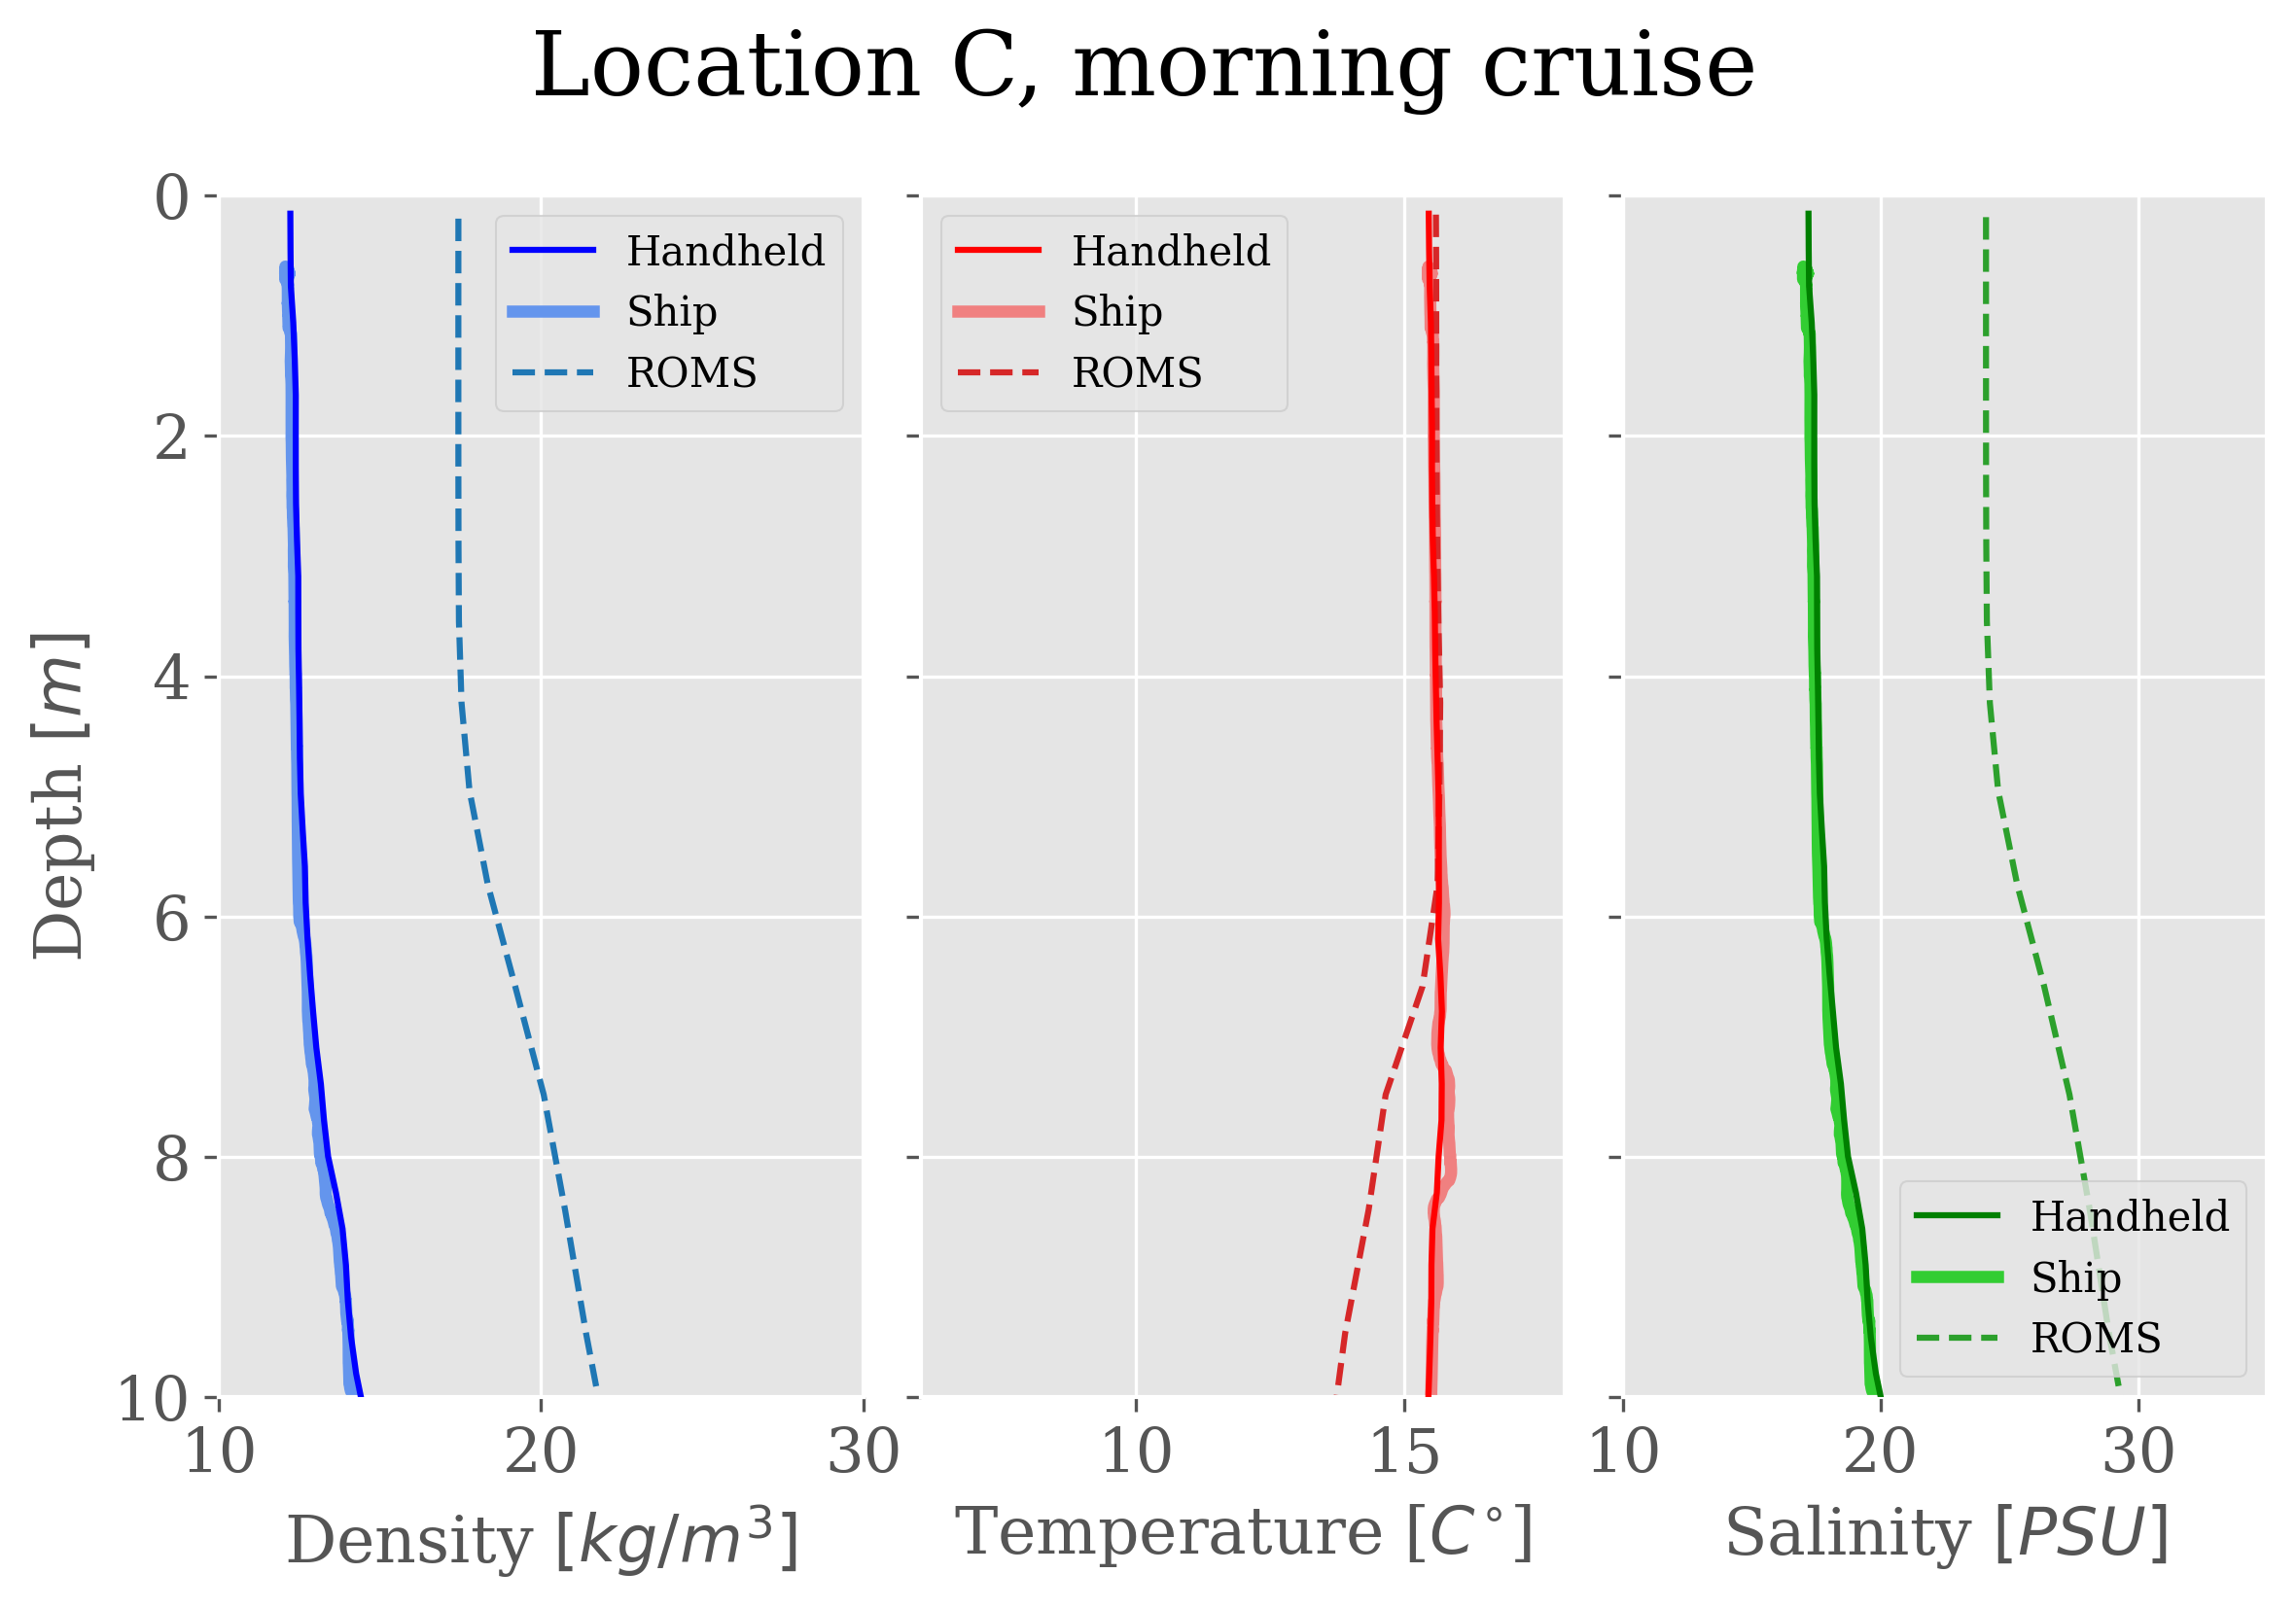 Location C, morning cruise
Depth [m]
0
2
4
6
8
10
Handheld
Ship
ROMS
10 20 30
Density [kg/m³]
Handheld
Ship
ROMS
10 15
Temperature [C°]
Handheld
Ship
ROMS
10 20 30
Salinity [PSU]